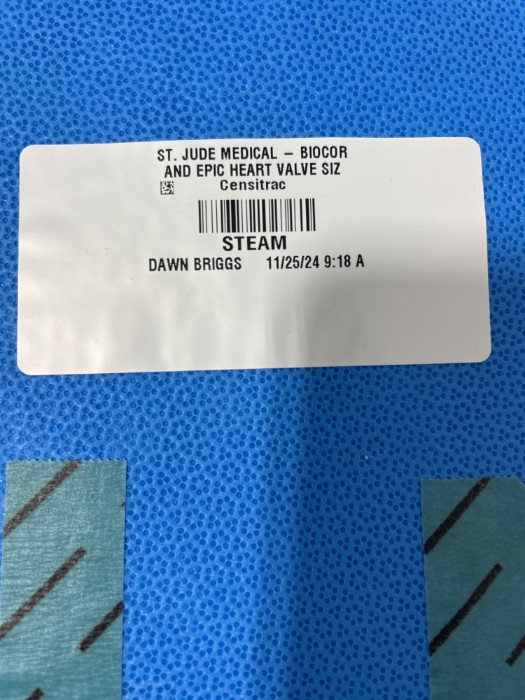 ST. JUDE MEDICAL – BIOCOR
AND EPIC HEART VALVE SIZ
Censitrac
STEAM
DAWN BRIGGS 11/25/24 9:18 A